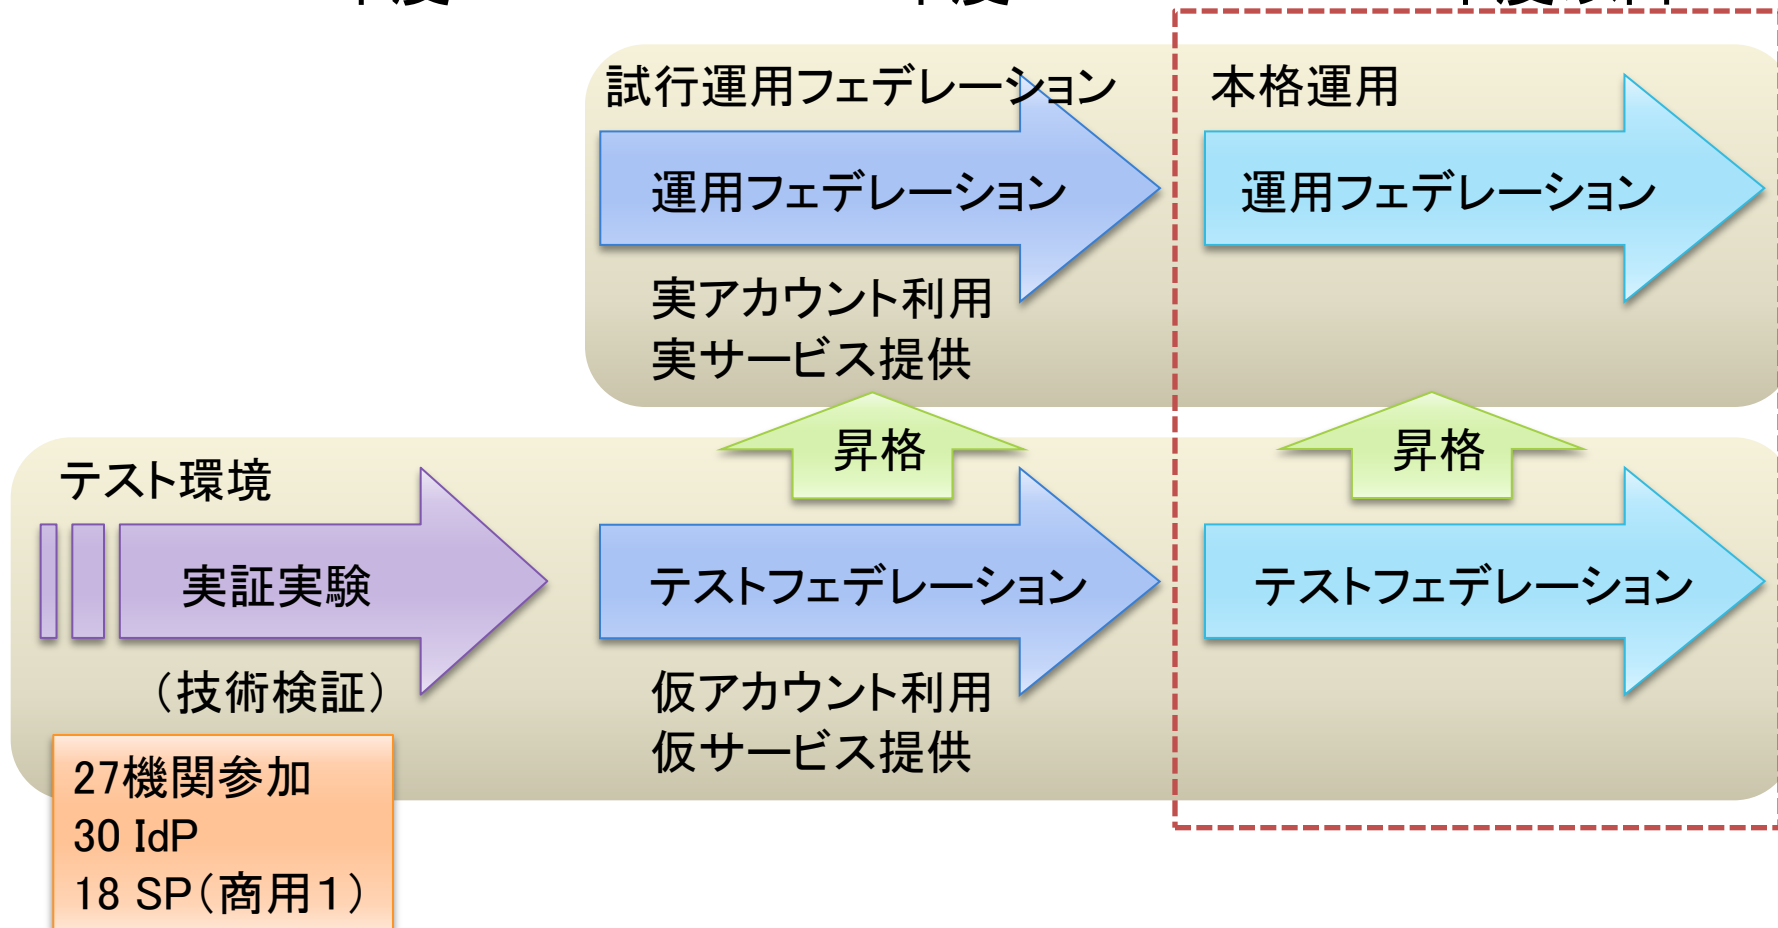 年度
年度
試行運用フェデレーション
本格運用
運用フェデレーション
運用フェデレーション
実アカウント利用
実サービス提供
昇格
昇格
テスト環境
実証実験
テストフェデレーション
テストフェデレーション
（技術検証）
仮アカウント利用
仮サービス提供
27機関参加
30 IdP
18 SP（商用１）